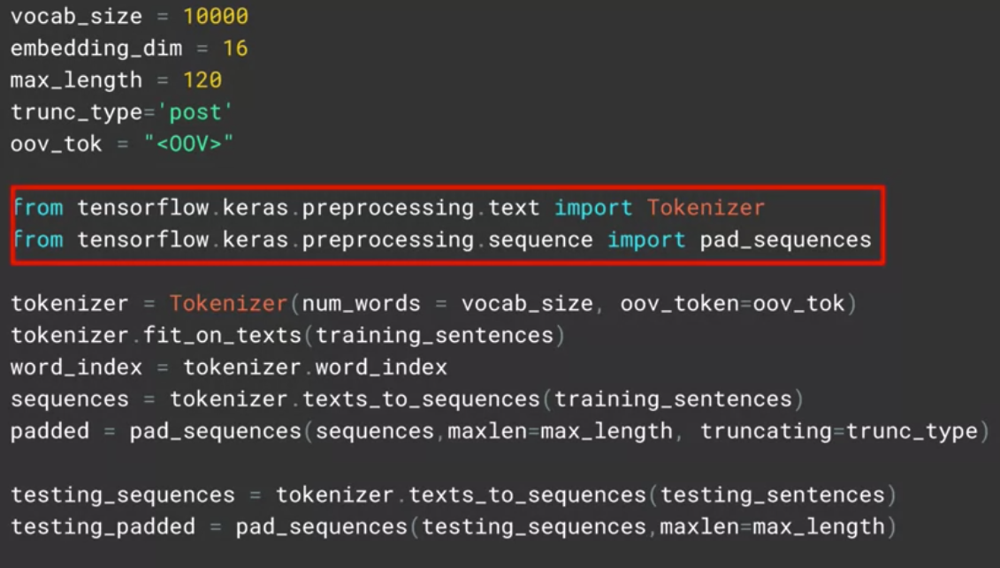 vocab_size = 10000
embedding_dim = 16
max_length = 120
trunc_type='post'
oov_tok = "<OOV>"
from tensorflow.keras.preprocessing.text import Tokenizer
from tensorflow.keras.preprocessing.sequence import pad_sequences
tokenizer = Tokenizer(num_words = vocab_size, oov_token=oov_tok)
tokenizer.fit_on_texts(training_sentences)
word_index = tokenizer.word_index
sequences = tokenizer.texts_to_sequences(training_sentences)
padded = pad_sequences(sequences,maxlen=max_length, truncating=trunc_type)
testing_sequences = tokenizer.texts_to_sequences(testing_sentences)
testing_padded = pad_sequences(testing_sequences,maxlen=max_length)